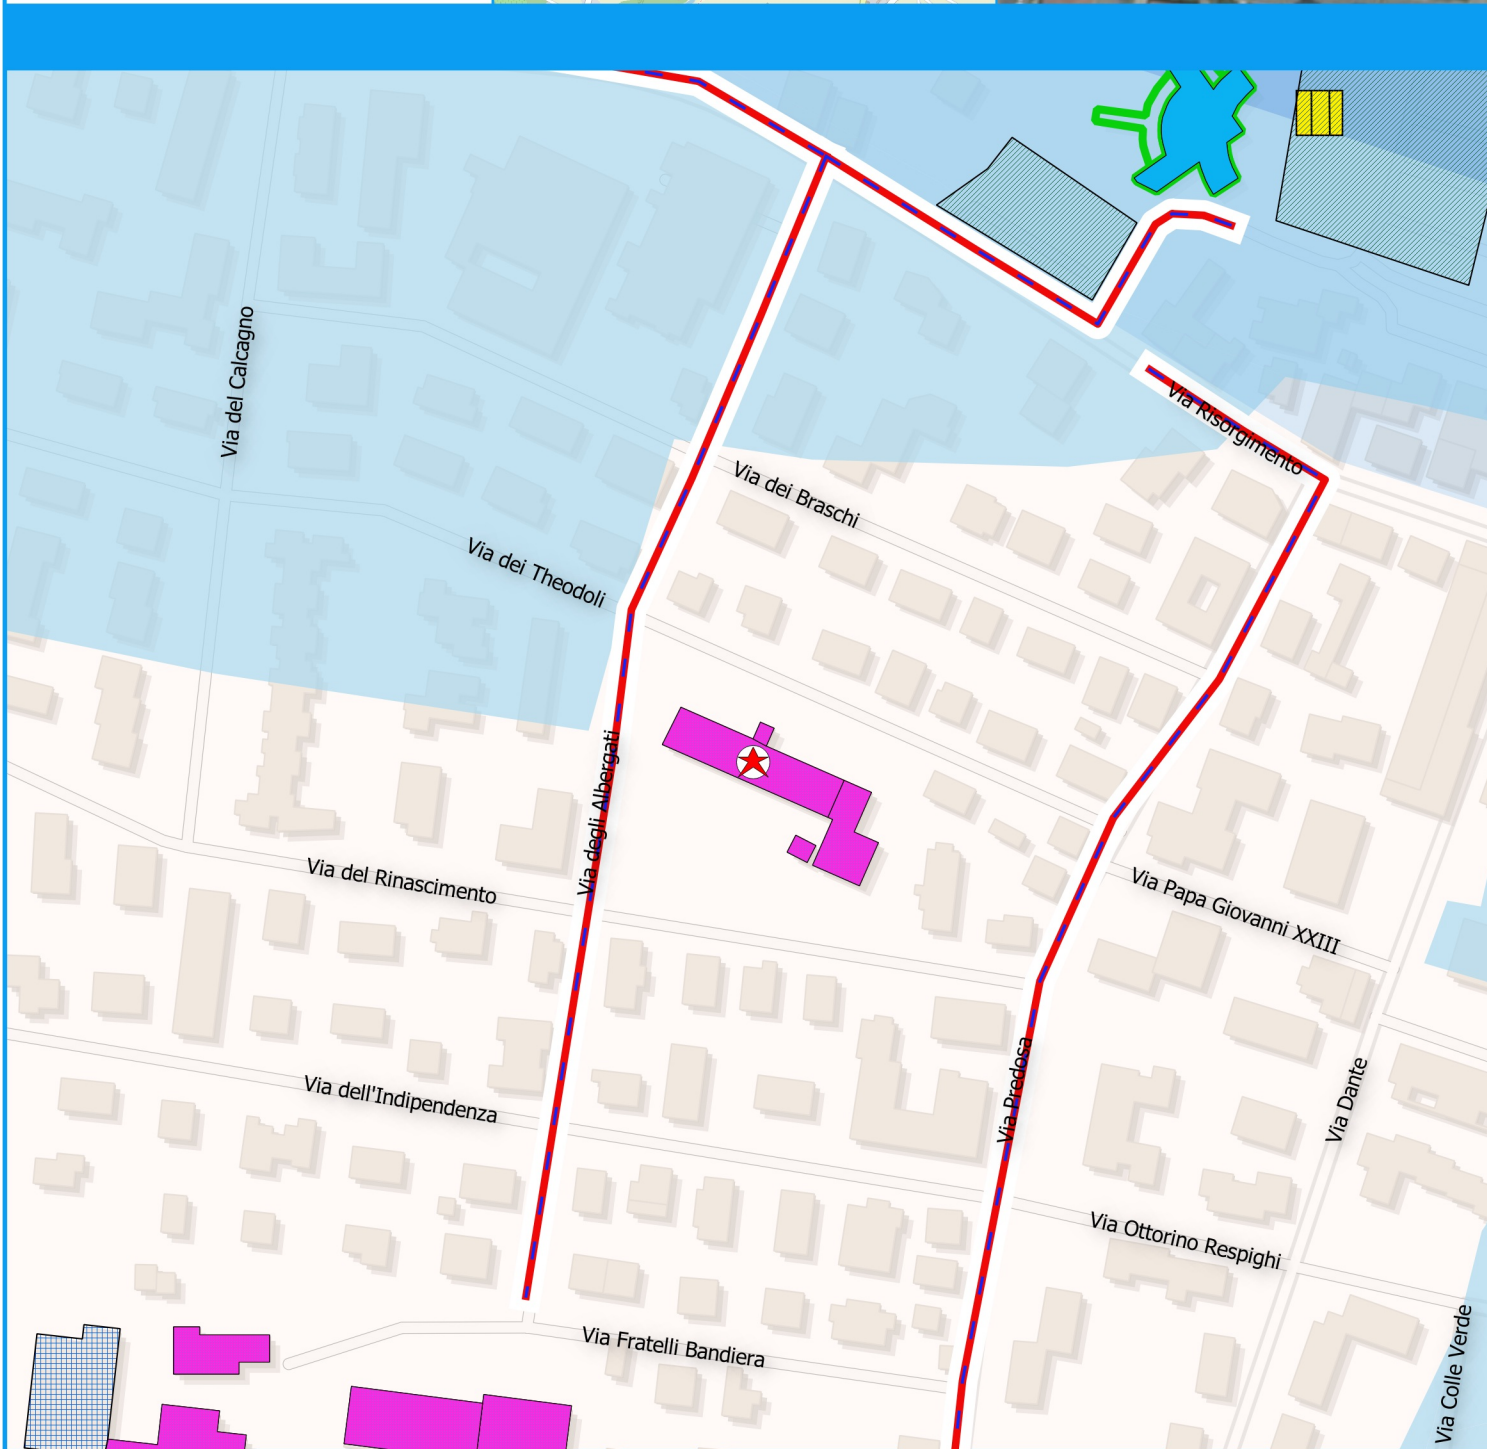 Via del Calcagno
Via Risorgimento
Via dei Braschi
Via dei Theodoli
Via degli Albergati
Via del Rinascimento
Via Papa Giovanni XXIII
Via Predosa
Via Dante
Via dell'Indipendenza
Via Ottorino Respighi
Via Fratelli Bandiera
Via Colle Verde